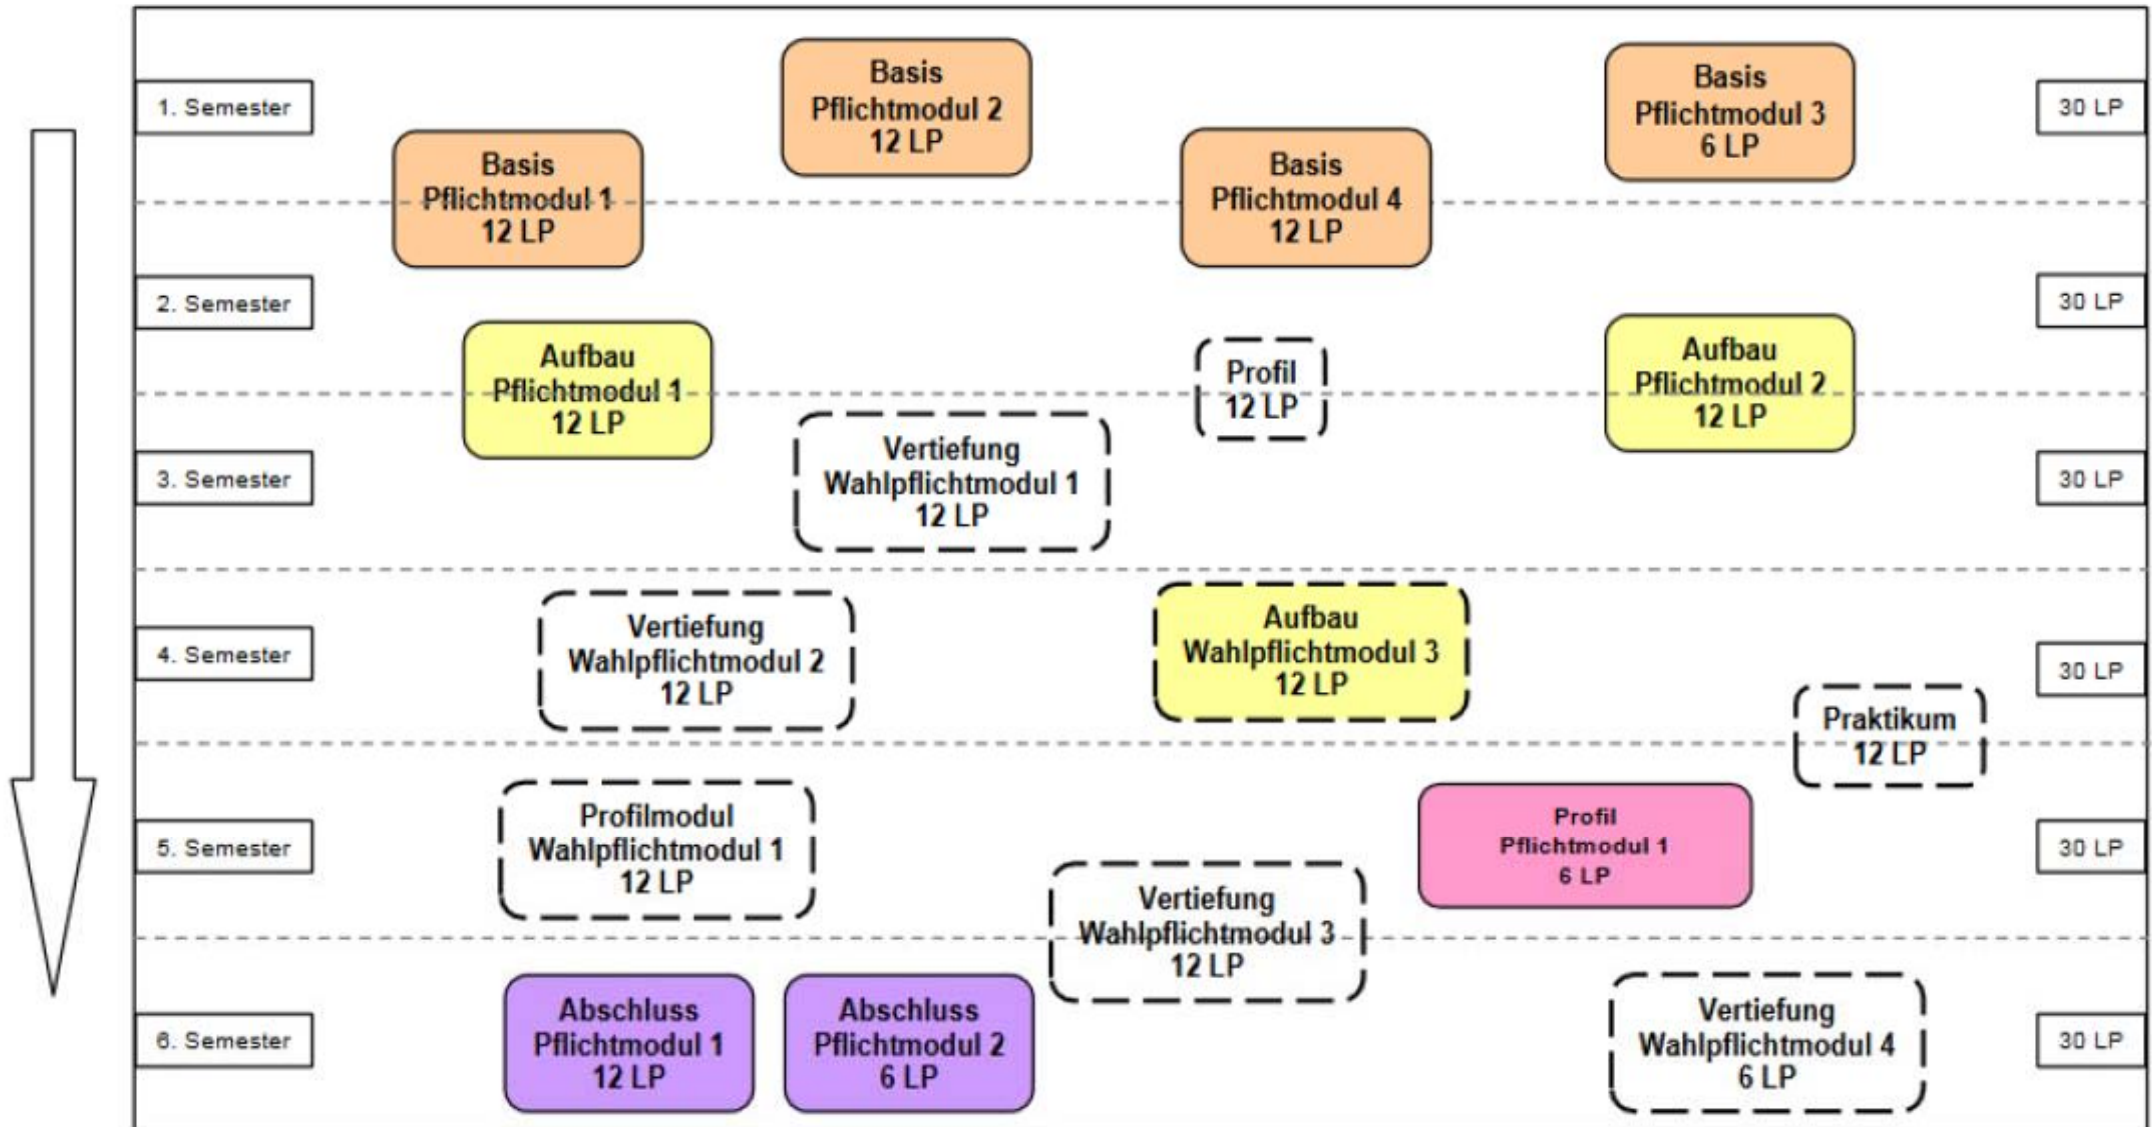 1. Semester
Basis
Pflichtmodul 2
12 LP
Basis
Pflichtmodul 3
6 LP
30 LP
Basis
Pflichtmodul 1
12 LP
Basis
Pflichtmodul 4
12 LP
2. Semester
30 LP
Aufbau
Pflichtmodul 1
12 LP
Profil
12 LP
Aufbau
Pflichtmodul 2
12 LP
3. Semester
Vertiefung
Wahlpflichtmodul 1
12 LP
30 LP
4. Semester
Vertiefung
Wahlpflichtmodul 2
12 LP
Aufbau
Wahlpflichtmodul 3
12 LP
30 LP
Praktikum
12 LP
5. Semester
Profilmodul
Wahlpflichtmodul 1
12 LP
Profil
Pflichtmodul 1
6 LP
30 LP
Vertiefung
Wahlpflichtmodul 3
12 LP
6. Semester
Abschluss
Pflichtmodul 1
12 LP
Abschluss
Pflichtmodul 2
6 LP
Vertiefung
Wahlpflichtmodul 4
6 LP
30 LP